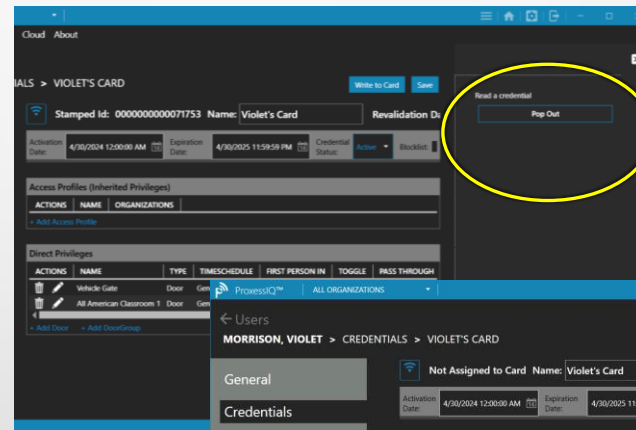 Cloud About
ALS > VIOLET'S CARD
Write to Card Save
Read a credential
Pop Out
Stamped Id: 0000000000071753 Name: Violet's Card Revalidation Da
Activation Date: 4/30/2024 12:00:00 AM Expiration Date: 4/30/2025 11:59:59 PM Credential Status: Active Blocklist:
Access Profiles (Inherited Privileges)
ACTIONS NAME ORGANIZATIONS
+ Add Access Profile
Direct Privileges
ACTIONS NAME TYPE TIMESCHEDULE FIRST PERSON IN TOGGLE PASS THROUGH
Vehicle Gate Door Gen
All American Classroom 1 Door Gen
+ Add Door + Add DoorGroup
ProxessIQ™ ALL ORGANIZATIONS
Users
MORRISON, VIOLET > CREDENTIALS > VIOLET'S CARD
General
Credentials
Not Assigned to Card Name: Violet's Card
Activation Date: 4/30/2024 12:00:00 AM Expiration Date: 4/30/2025 11: